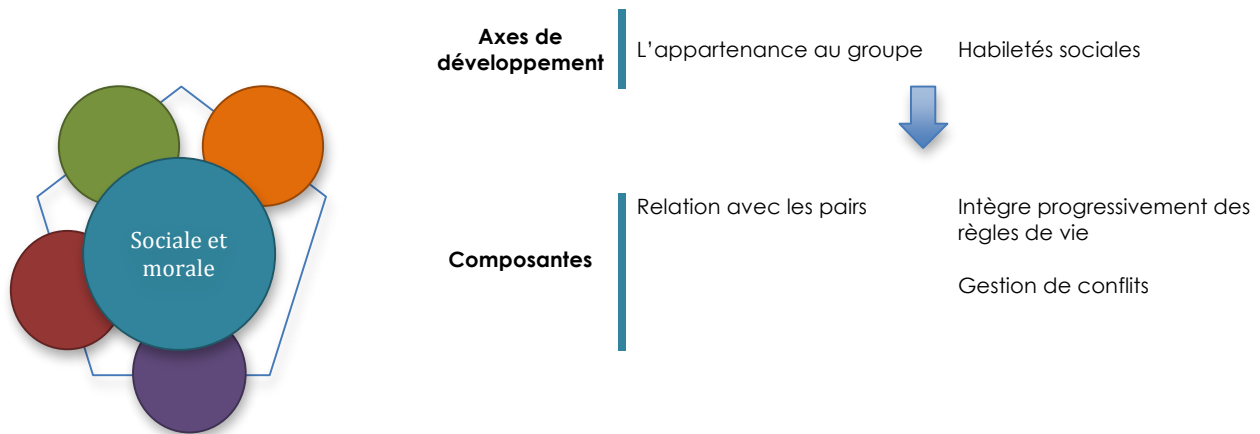 Axes de
développement
L’appartenance au groupe
Habiletés sociales
Sociale et
morale
Composantes
Relation avec les pairs
Intègre progressivement des
règles de vie
Gestion de conflits